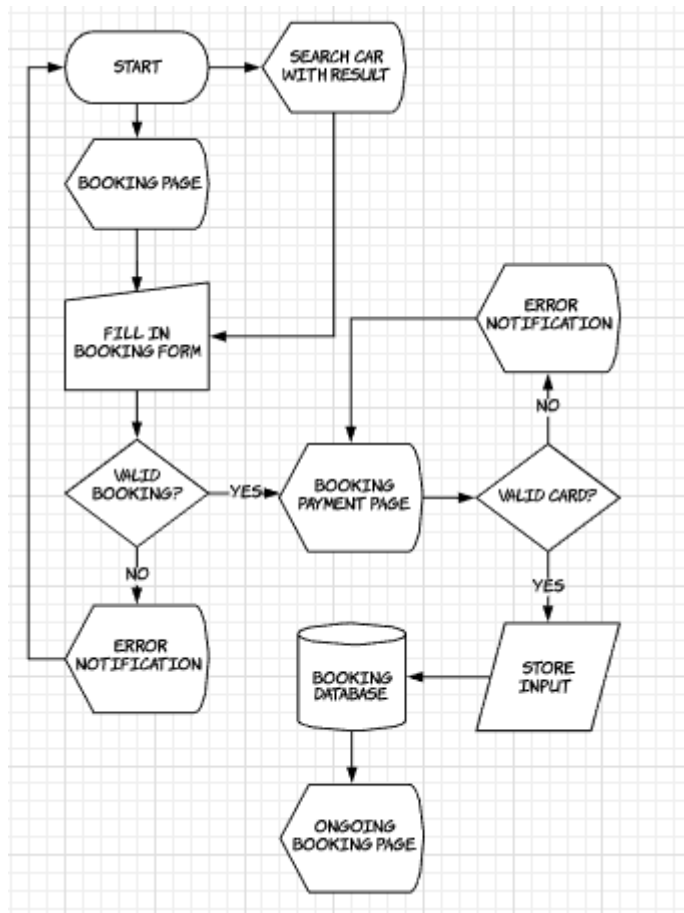 START
SEARCH CAR
WITH RESULT
BOOKING PAGE
FILL IN
BOOKING FORM
ERROR
NOTIFICATION
NO
VALID
BOOKING?
YES
BOOKING
PAYMENT PAGE
VALID CARD?
NO
YES
ERROR
NOTIFICATION
BOOKING
DATABASE
STORE
INPUT
ONGOING
BOOKING PAGE